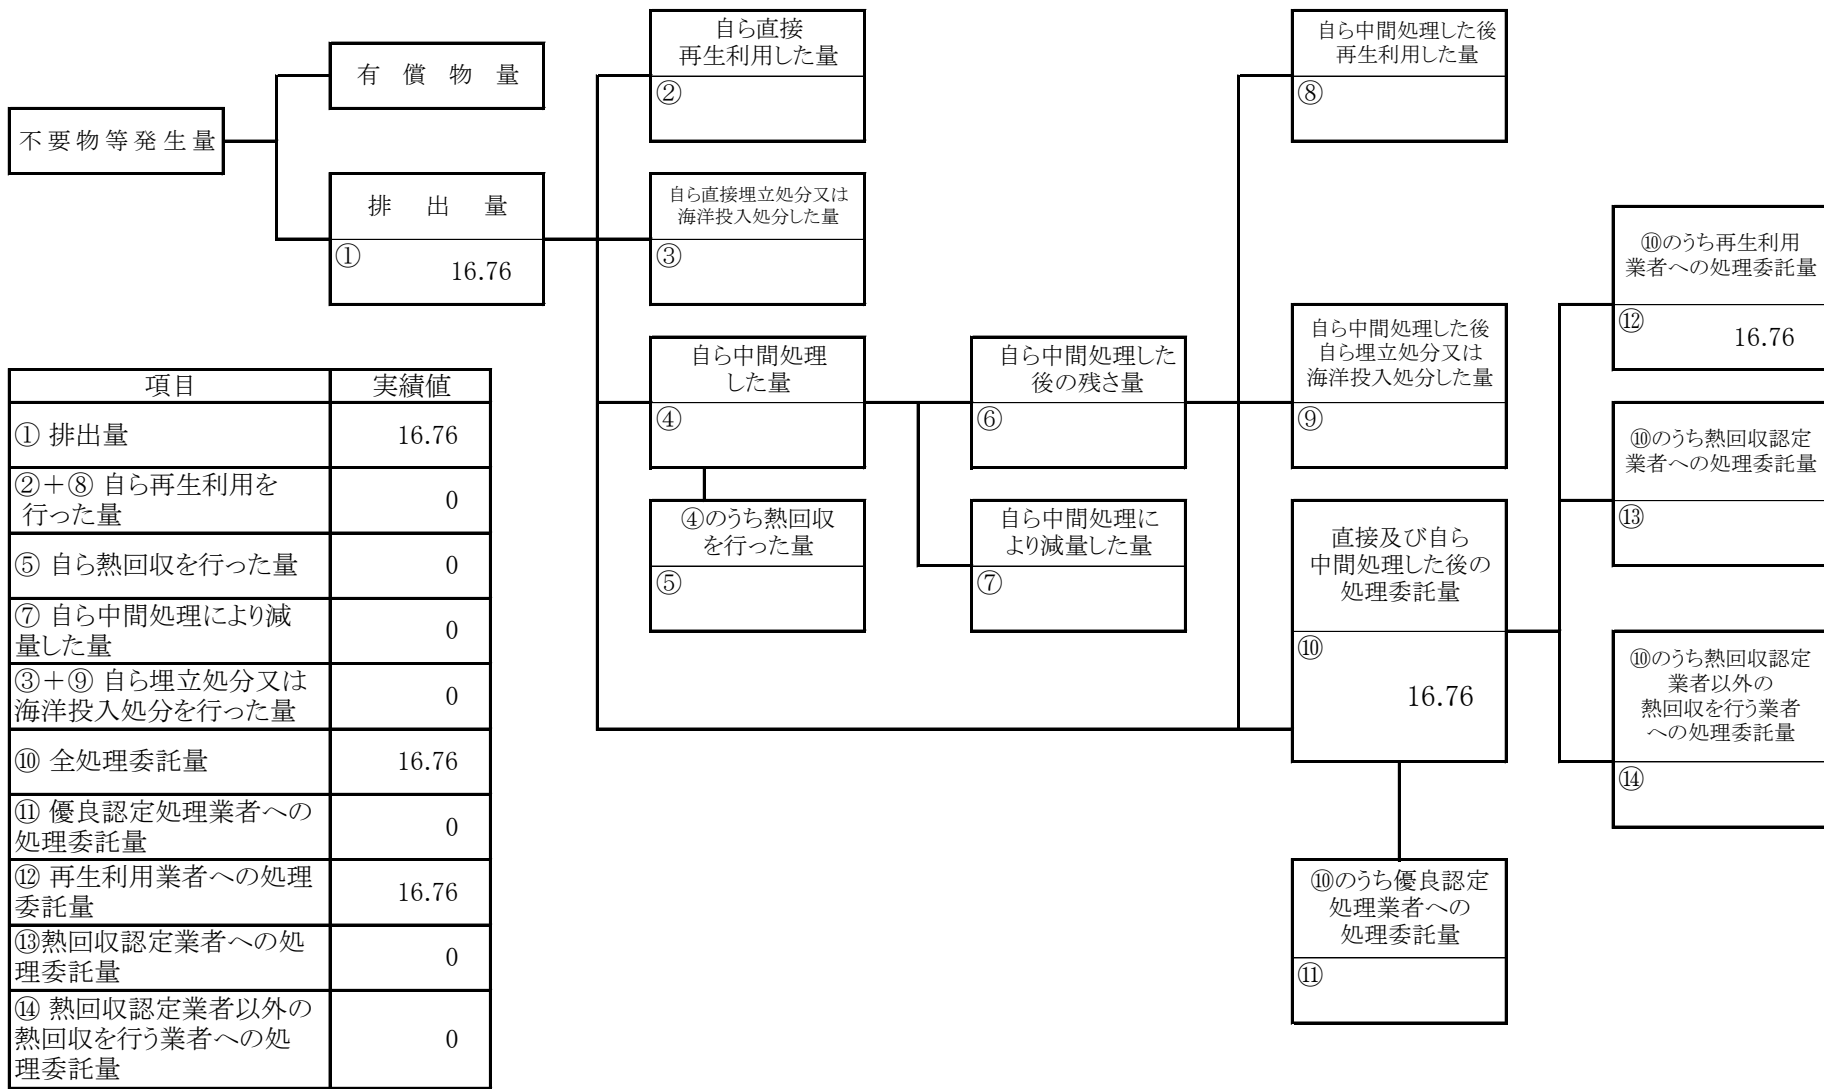 不要物等発生量
有 償 物 量
排 出 量
①
16.76
自ら直接
再生利用した量
②
自ら直接埋立処分又は
海洋投入処分した量
③
自ら中間処理
した量
④
④のうち熱回収
を行った量
⑤
自ら中間処理した
後の残さ量
⑥
自ら中間処理に
より減量した量
⑦
自ら中間処理した後
再生利用した量
⑧
自ら中間処理した後
自ら埋立処分又は
海洋投入処分した量
⑨
直接及び自ら
中間処理した後の
処理委託量
⑩
16.76
⑩のうち優良認定
処理業者への
処理委託量
⑪
⑩のうち再生利用
業者への処理委託量
⑫
16.76
⑩のうち熱回収認定
業者への処理委託量
⑬
⑩のうち熱回収認定
業者以外の
熱回収を行う業者
への処理委託量
⑭
項目 実績値
① 排出量 16.76
②＋⑧ 自ら再生利用を
行った量 0
⑤ 自ら熱回収を行った量 0
⑦ 自ら中間処理により減
量した量 0
③＋⑨ 自ら埋立処分又は
海洋投入処分を行った量 0
⑩ 全処理委託量 16.76
⑪ 優良認定処理業者への
処理委託量 0
⑫ 再生利用業者への処理
委託量 16.76
⑬熱回収認定業者への処
理委託量 0
⑭ 熱回収認定業者以外の
熱回収を行う業者への処
理委託量 0